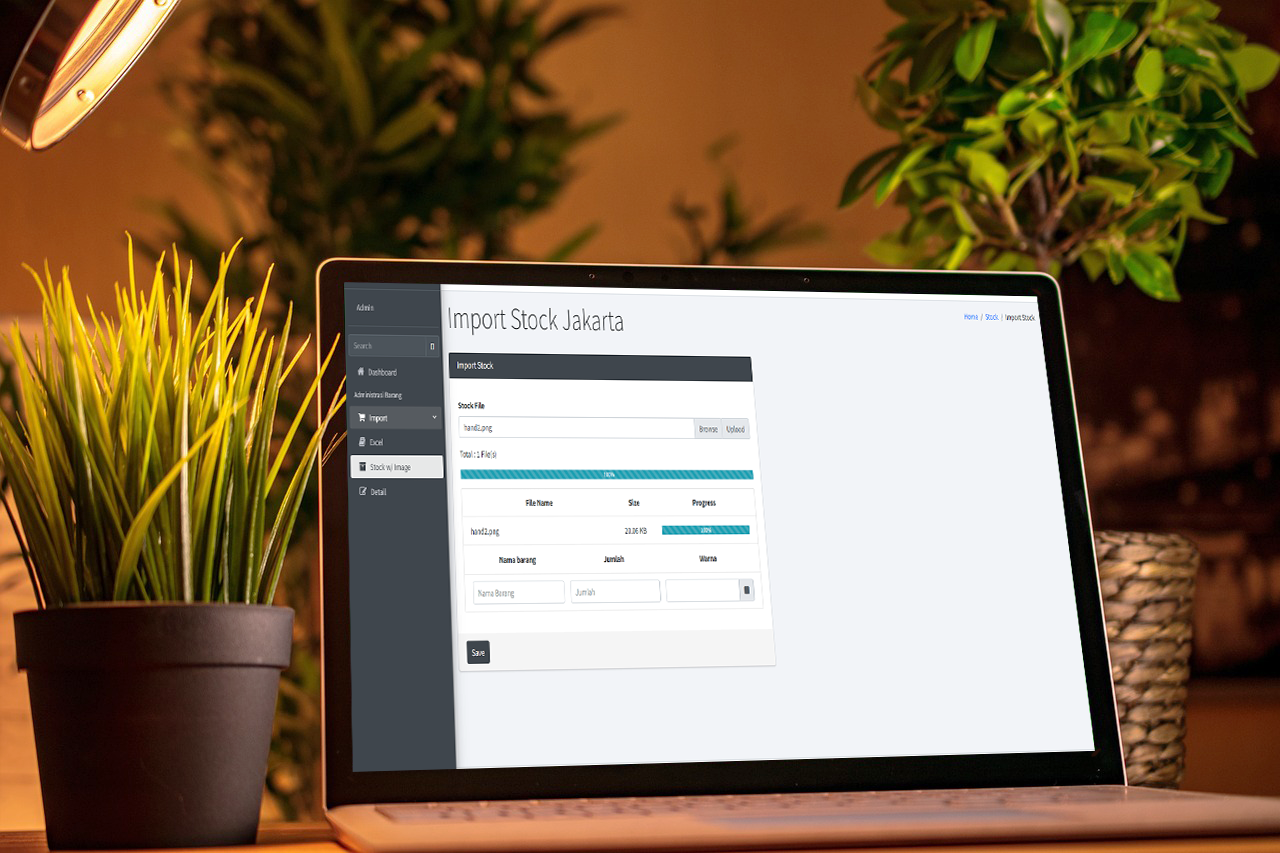 Admin
Search
Dashboard
Administrasi Barang
Import
Excel
Stock w/ Image
Detail
Import Stock Jakarta
Home / Stock / Import Stock
Import Stock
Stock File
hand2.png Browse Upload
Total : 1 File(s)
100%
File Name Size Progress
hand2.png 20.06 KB 100%
Nama barang Jumlah Warna
Nama Barang Jumlah
Save